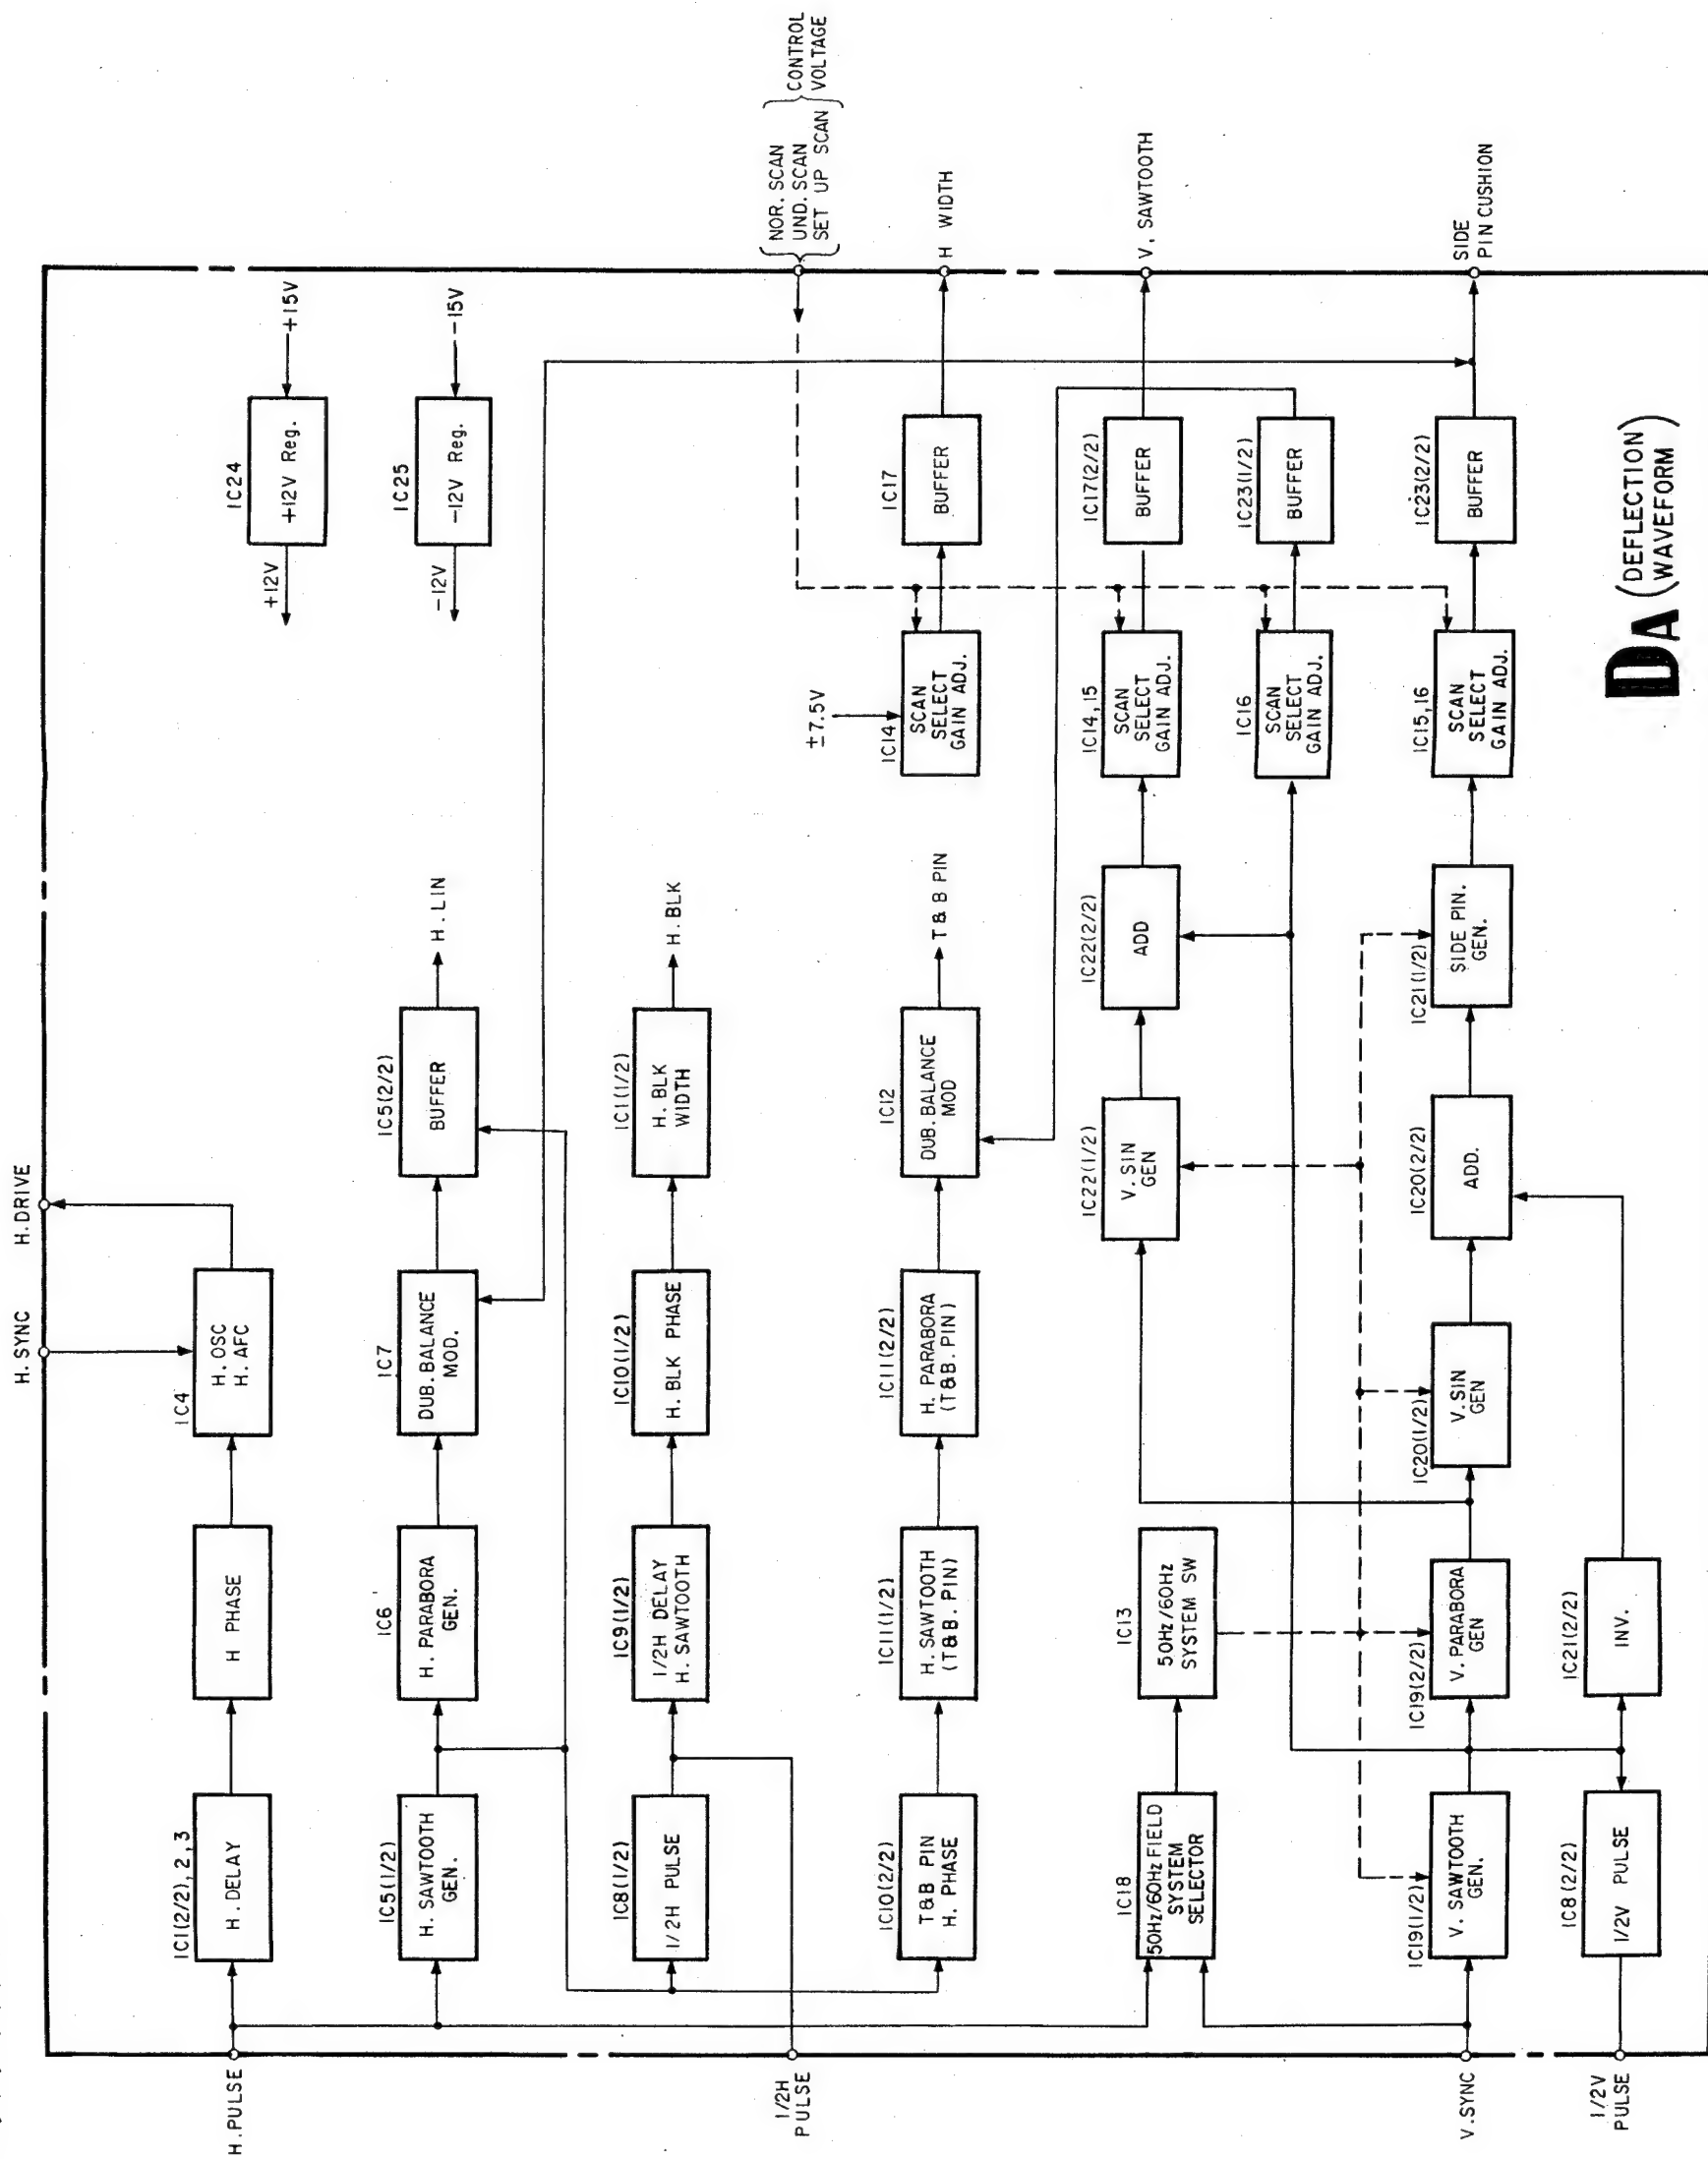 H.PULSE
1/2H
PULSE
V.SYNC
1/2V
PULSE
H.SYNC
H.DRIVE
IC1(2/2),2,3
H.DELAY
H PHASE
IC4
H. OSC
H. AFC
IC24
+12V Reg.
+15V
+12V
IC25
-12V Reg.
-15V
-12V
IC5(1/2)
H. SAWTOOTH
GEN.
IC6
H. PARABORA
GEN.
IC7
DUB. BALANCE
MOD.
IC5(2/2)
BUFFER
H. LIN
IC8(1/2)
1/2H PULSE
IC9(1/2)
1/2H DELAY
H. SAWTOOTH
IC10(1/2)
H. BLK PHASE
IC1(1/2)
H. BLK
WIDTH
H. BLK
IC10(2/2)
T&B PIN
H. PHASE
IC11(1/2)
H. SAWTOOTH
(T&B. PIN)
IC11(2/2)
H. PARABORA
(T&B. PIN)
IC12
DUB. BALANCE
MOD
T & B PIN
±7.5V
IC14
SCAN
SELECT
GAIN ADJ.
IC17
BUFFER
H WIDTH
NOR. SCAN
UND. SCAN
SET UP SCAN
CONTROL
VOLTAGE
IC18
50Hz/60Hz FIELD
SYSTEM
SELECTOR
IC13
50Hz/60Hz
SYSTEM SW
IC22(1/2)
V. SIN
GEN
IC22(2/2)
ADD
IC14,15
SCAN
SELECT
GAIN ADJ.
IC17(2/2)
BUFFER
V. SAWTOOTH
IC16
SCAN
SELECT
GAIN ADJ.
IC23(1/2)
BUFFER
IC19(1/2)
V. SAWTOOTH
GEN.
IC19(2/2)
V. PARABORA
GEN
IC20(1/2)
V. SIN
GEN
IC20(2/2)
ADD.
IC21(1/2)
SIDE PIN.
GEN.
IC15,16
SCAN
SELECT
GAIN ADJ.
IC23(2/2)
BUFFER
SIDE
PIN CUSHION
IC8(2/2)
1/2V PULSE
IC21(2/2)
INV.
DA (DEFLECTION
WAVEFORM)